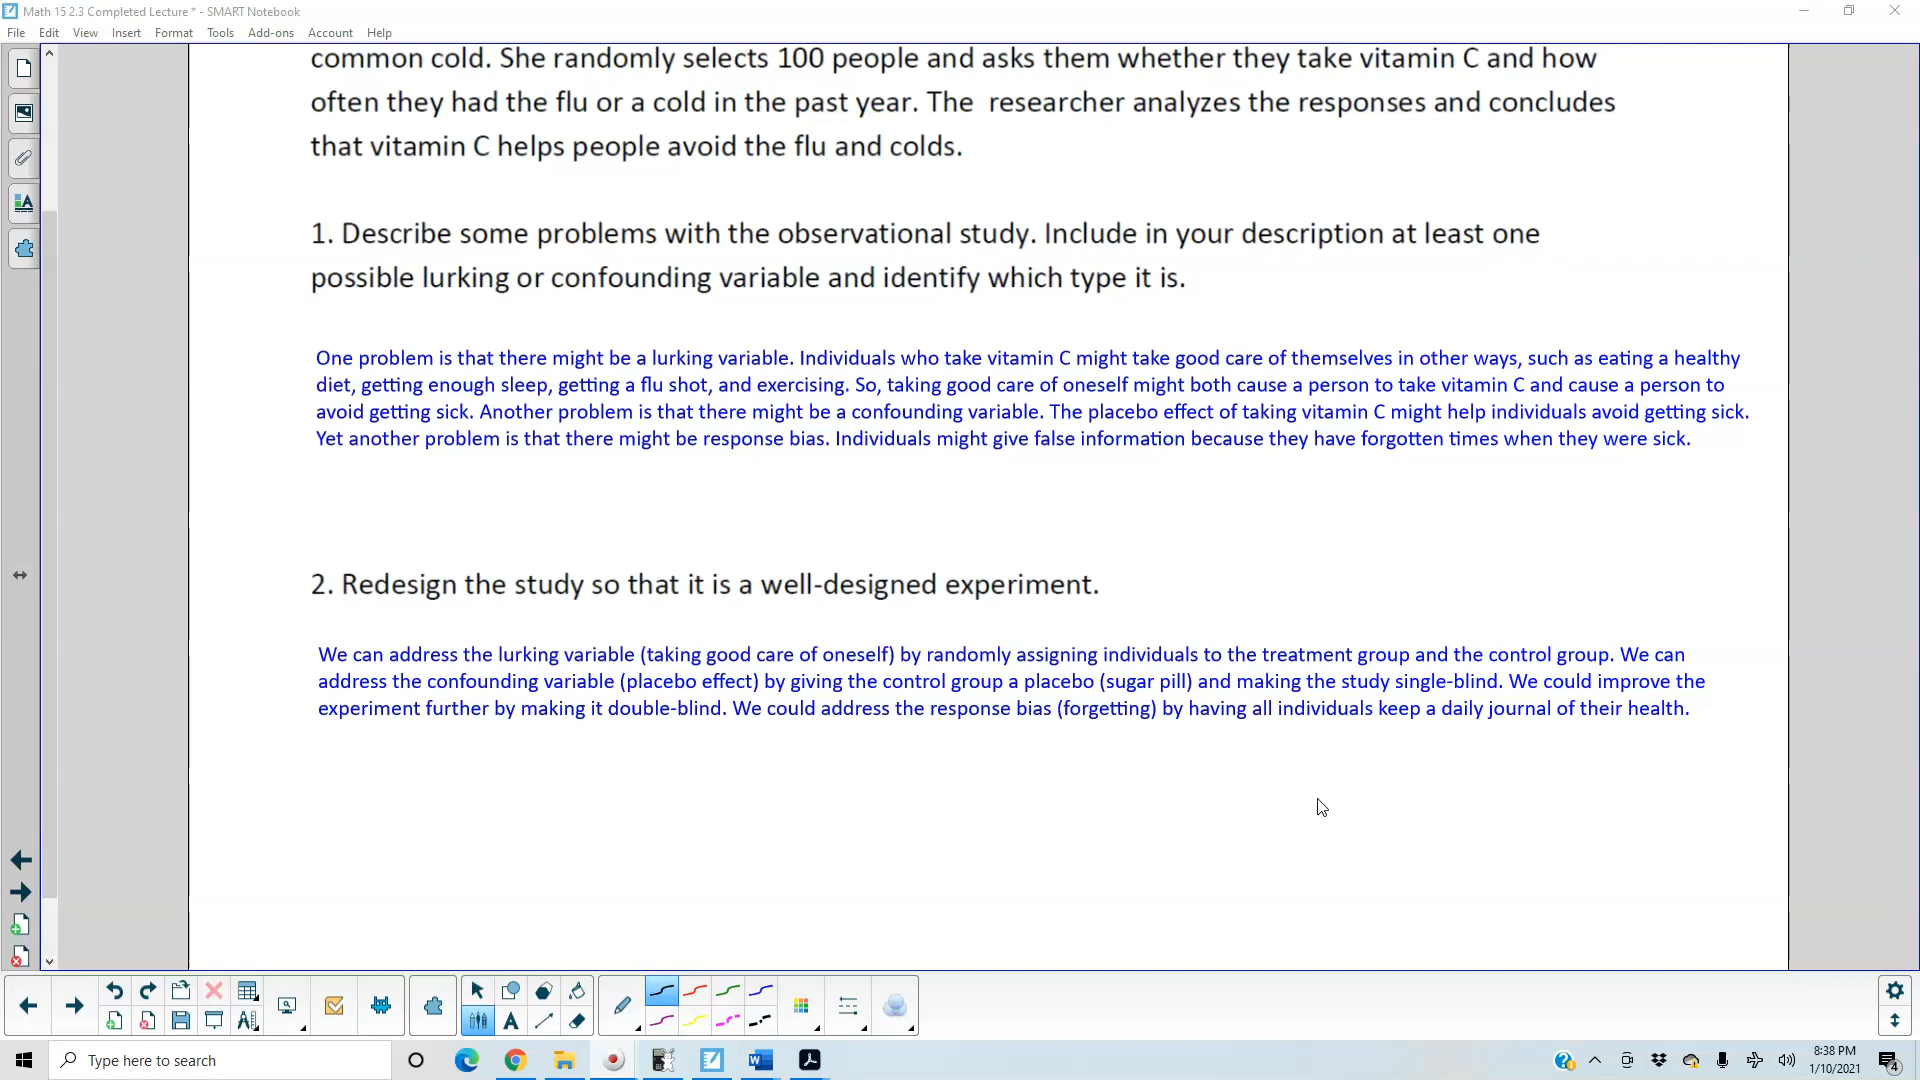 Math 15 2.3 Completed Lecture * - SMART Notebook
File Edit View Insert Format Tools Add-ons Account Help
common cold. She randomly selects 100 people and asks them whether they take vitamin C and how
often they had the flu or a cold in the past year. The  researcher analyzes the responses and concludes
that vitamin C helps people avoid the flu and colds.
1. Describe some problems with the observational study. Include in your description at least one
possible lurking or confounding variable and identify which type it is.
One problem is that there might be a lurking variable. Individuals who take vitamin C might take good care of themselves in other ways, such as eating a healthy
diet, getting enough sleep, getting a flu shot, and exercising. So, taking good care of oneself might both cause a person to take vitamin C and cause a person to
avoid getting sick. Another problem is that there might be a confounding variable. The placebo effect of taking vitamin C might help individuals avoid getting sick.
Yet another problem is that there might be response bias. Individuals might give false information because they have forgotten times when they were sick.
2. Redesign the study so that it is a well-designed experiment.
We can address the lurking variable (taking good care of oneself) by randomly assigning individuals to the treatment group and the control group. We can
address the confounding variable (placebo effect) by giving the control group a placebo (sugar pill) and making the study single-blind. We could improve the
experiment further by making it double-blind. We could address the response bias (forgetting) by having all individuals keep a daily journal of their health.
Type here to search
8:38 PM
1/10/2021
4